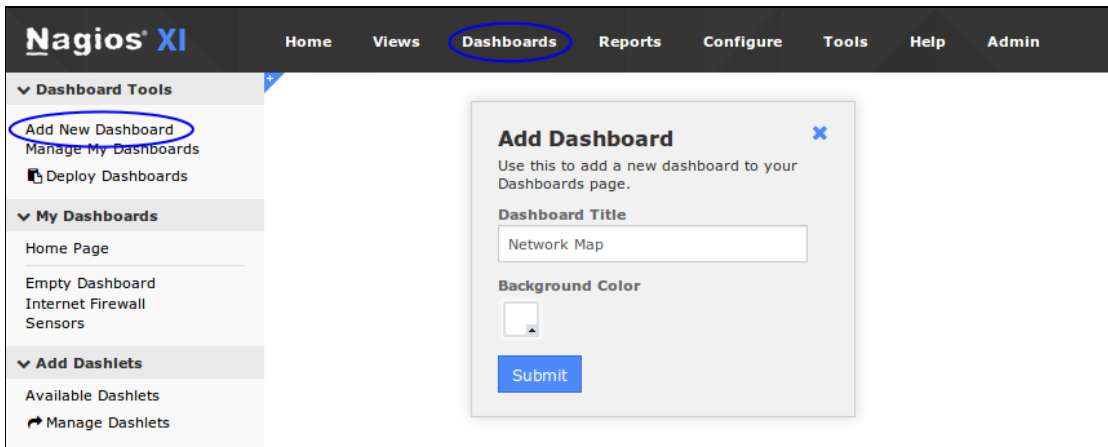 Nagios® XI
Home Views Dashboards Reports Configure Tools Help Admin
Dashboard Tools
Add New Dashboard
Manage My Dashboards
Deploy Dashboards
My Dashboards
Home Page
Empty Dashboard
Internet Firewall
Sensors
Add Dashlets
Available Dashlets
Manage Dashlets
Add Dashboard
Use this to add a new dashboard to your
Dashboards page.
Dashboard Title
Network Map
Background Color
Submit